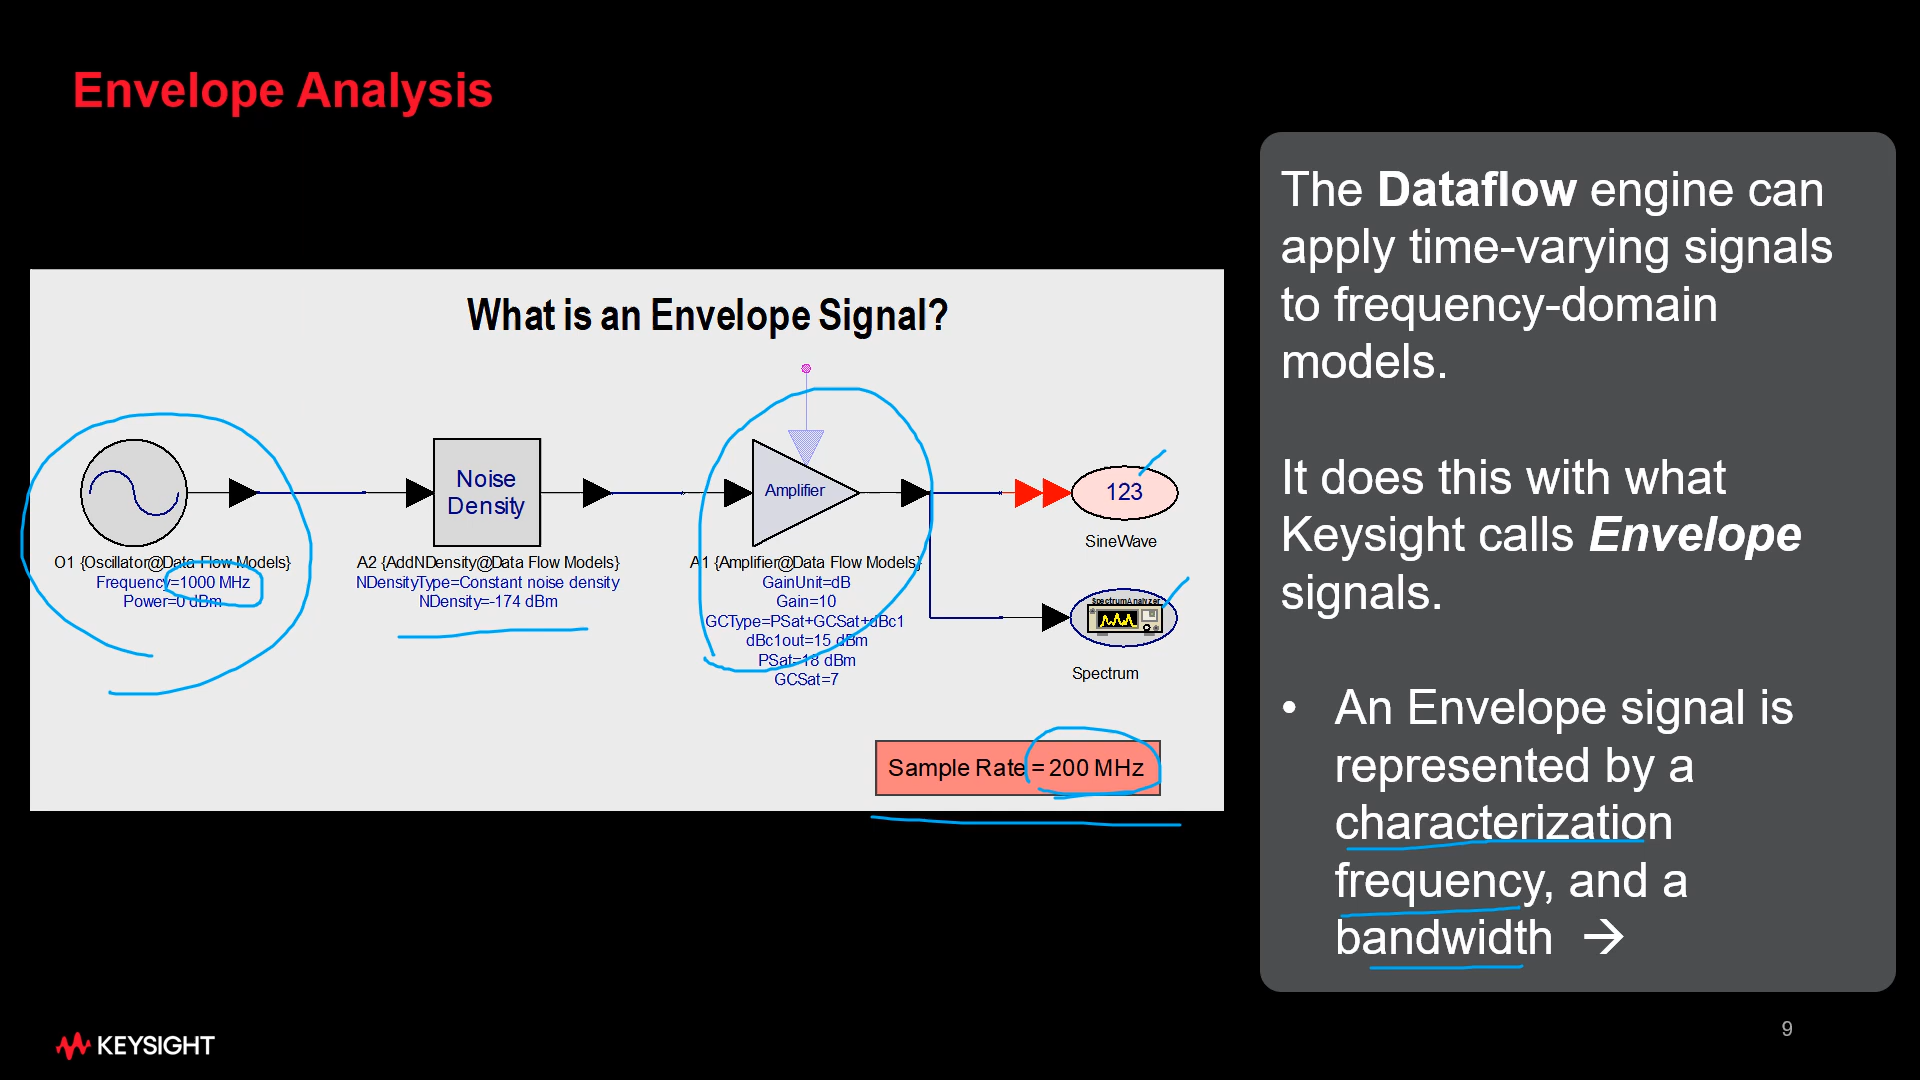 Envelope Analysis
What is an Envelope Signal?
Noise
Density
Amplifier
123
SineWave
O1 {Oscillator@Data Flow Models}
Frequency=1000 MHz
Power=0 dBm
A2 {AddNDensity@Data Flow Models}
NDensityType=Constant noise density
NDensity=-174 dBm
A1 {Amplifier@Data Flow Models}
GainUnit=dB
Gain=10
GCType=PSat+GCSat+dBc1
dBc1out=15 dBm
PSat=18 dBm
GCSat=7
SpectrumAnalyzer
Spectrum
Sample Rate = 200 MHz
The Dataflow engine can
apply time-varying signals
to frequency-domain
models.
It does this with what
Keysight calls Envelope
signals.
• An Envelope signal is
represented by a
characterization
frequency, and a
bandwidth →
KEYSIGHT
9